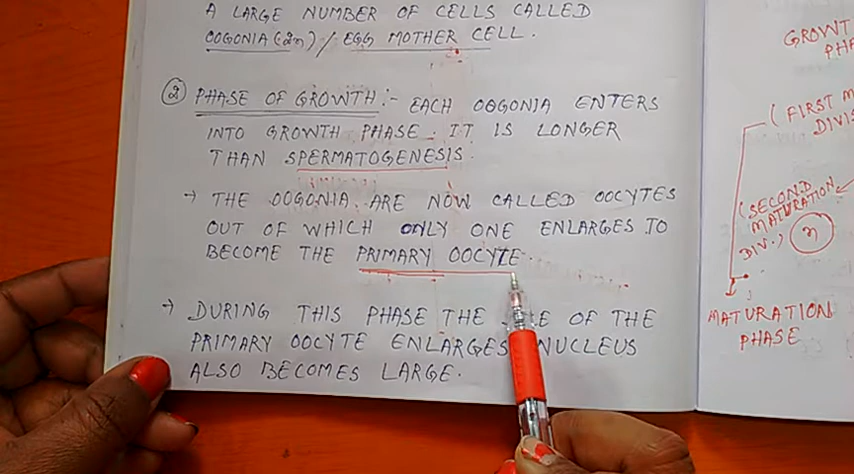 A LARGE NUMBER OF CELLS CALLED
OOGONIA (2n) / EGG MOTHER CELL.
② PHASE OF GROWTH :- EACH OOGONIA ENTERS
INTO GROWTH PHASE. IT IS LONGER
THAN SPERMATOGENESIS.
→ THE OOGONIA ARE NOW CALLED OOCYTES
OUT OF WHICH ONLY ONE ENLARGES TO
BECOME THE PRIMARY OOCYTE.
→ DURING THIS PHASE THE OF THE
PRIMARY OOCYTE ENLARGES NUCLEUS
ALSO BECOMES LARGE.
GROWT
PHA
(FIRST M
DIVIS
(SECOND
MATURATION
DIV.) n
MATURATION
PHASE